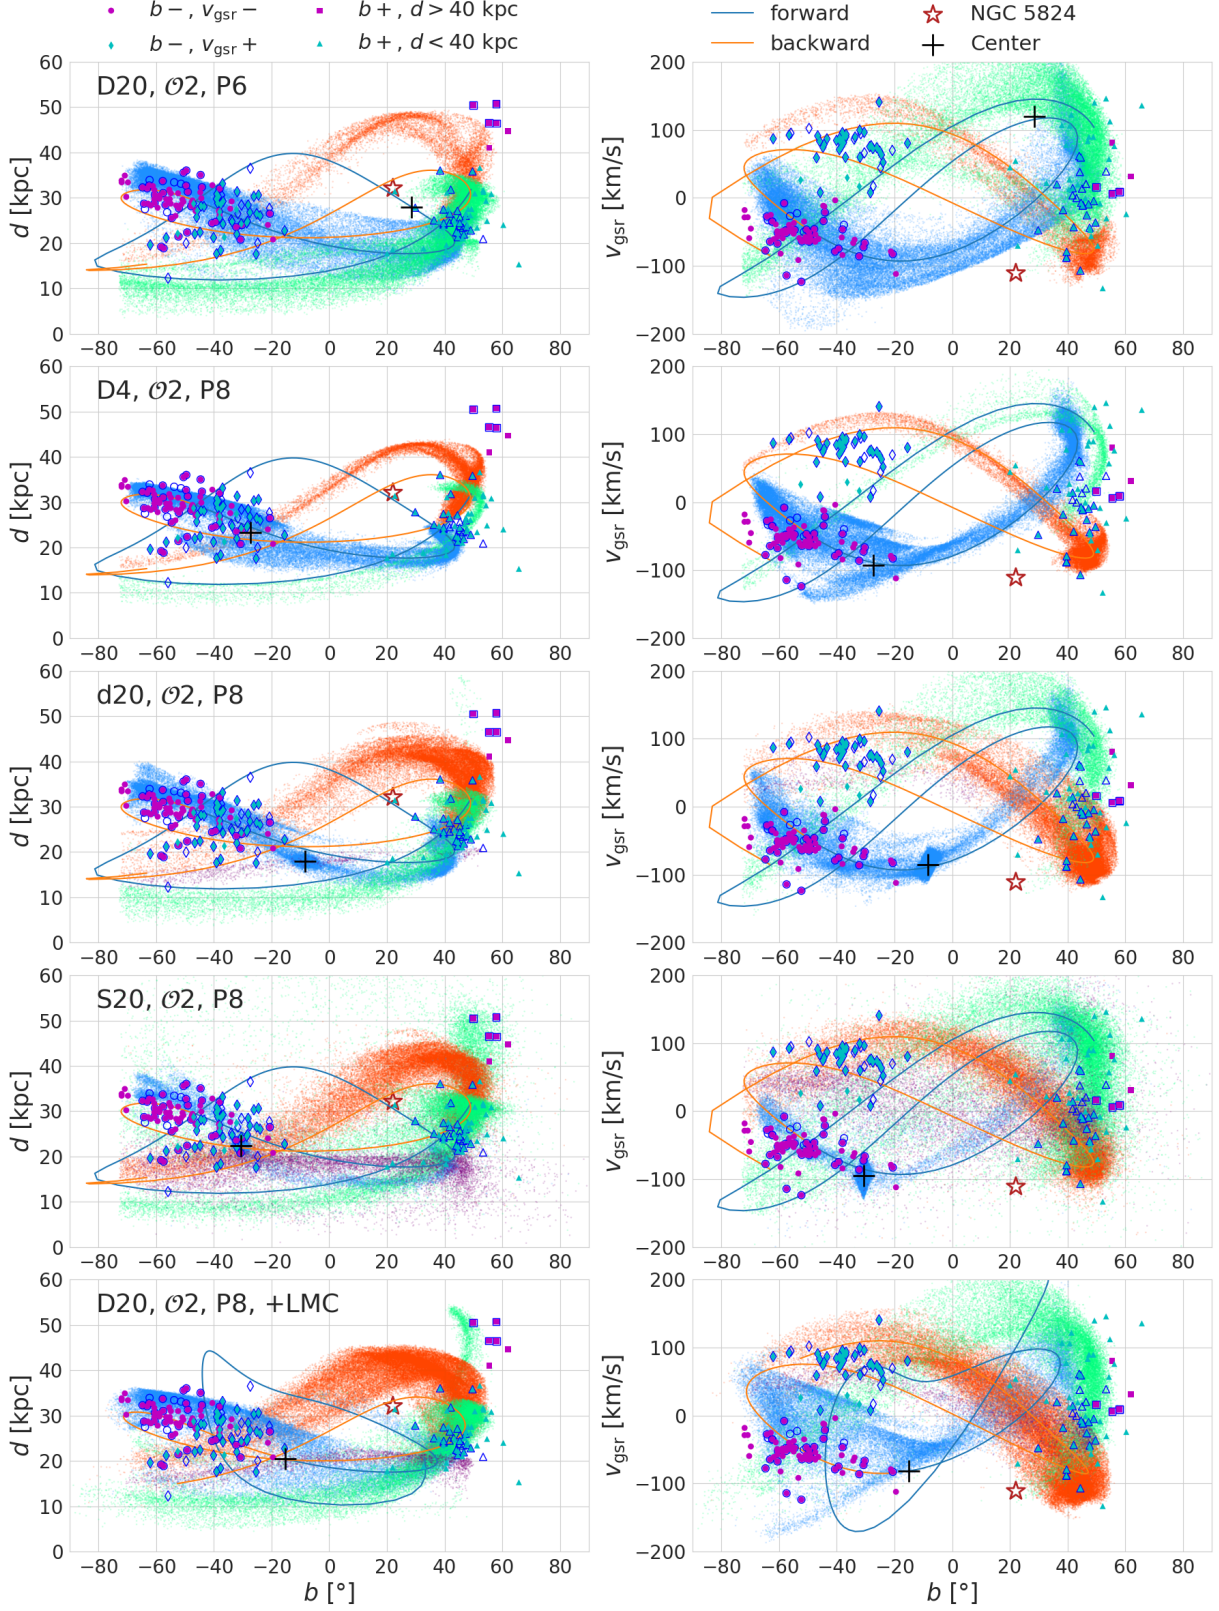 b−, v_gsr− b+, d > 40 kpc forward NGC 5824
b−, v_gsr+ b+, d < 40 kpc backward Center
D20, 𝒪2, P6
d [kpc]
60
50
40
30
20
10
0
−80 −60 −40 −20 0 20 40 60 80
v_gsr [km/s]
200
100
0
−100
−200
−80 −60 −40 −20 0 20 40 60 80
D4, 𝒪2, P8
d [kpc]
60
50
40
30
20
10
0
−80 −60 −40 −20 0 20 40 60 80
v_gsr [km/s]
200
100
0
−100
−200
−80 −60 −40 −20 0 20 40 60 80
d20, 𝒪2, P8
d [kpc]
60
50
40
30
20
10
0
−80 −60 −40 −20 0 20 40 60 80
v_gsr [km/s]
200
100
0
−100
−200
−80 −60 −40 −20 0 20 40 60 80
S20, 𝒪2, P8
d [kpc]
60
50
40
30
20
10
0
−80 −60 −40 −20 0 20 40 60 80
v_gsr [km/s]
200
100
0
−100
−200
−80 −60 −40 −20 0 20 40 60 80
D20, 𝒪2, P8, +LMC
d [kpc]
60
50
40
30
20
10
0
−80 −60 −40 −20 0 20 40 60 80
b [°]
v_gsr [km/s]
200
100
0
−100
−200
−80 −60 −40 −20 0 20 40 60 80
b [°]